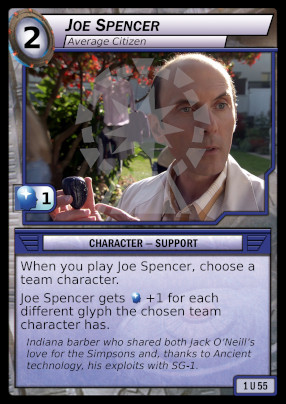 2
JOE SPENCER
Average Citizen
1
CHARACTER – SUPPORT
When you play Joe Spencer, choose a
team character.
Joe Spencer gets +1 for each
different glyph the chosen team
character has.
Indiana barber who shared both jack O'Neill's
love for the Simpsons and, thanks to Ancient
technology, his exploits with SG-1.
1 U 55